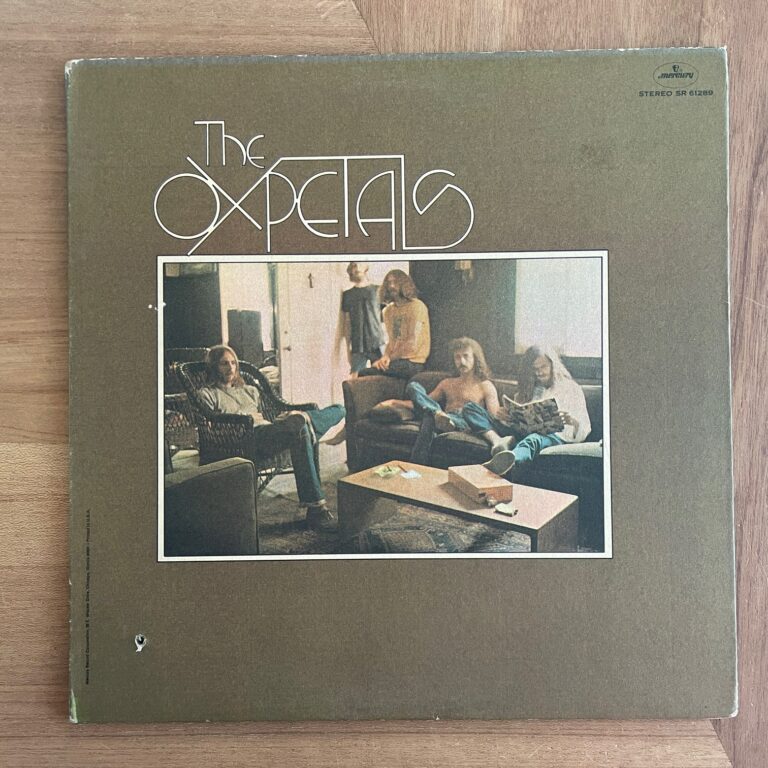 mercury
STEREO SR 61289
The
OXPETALS